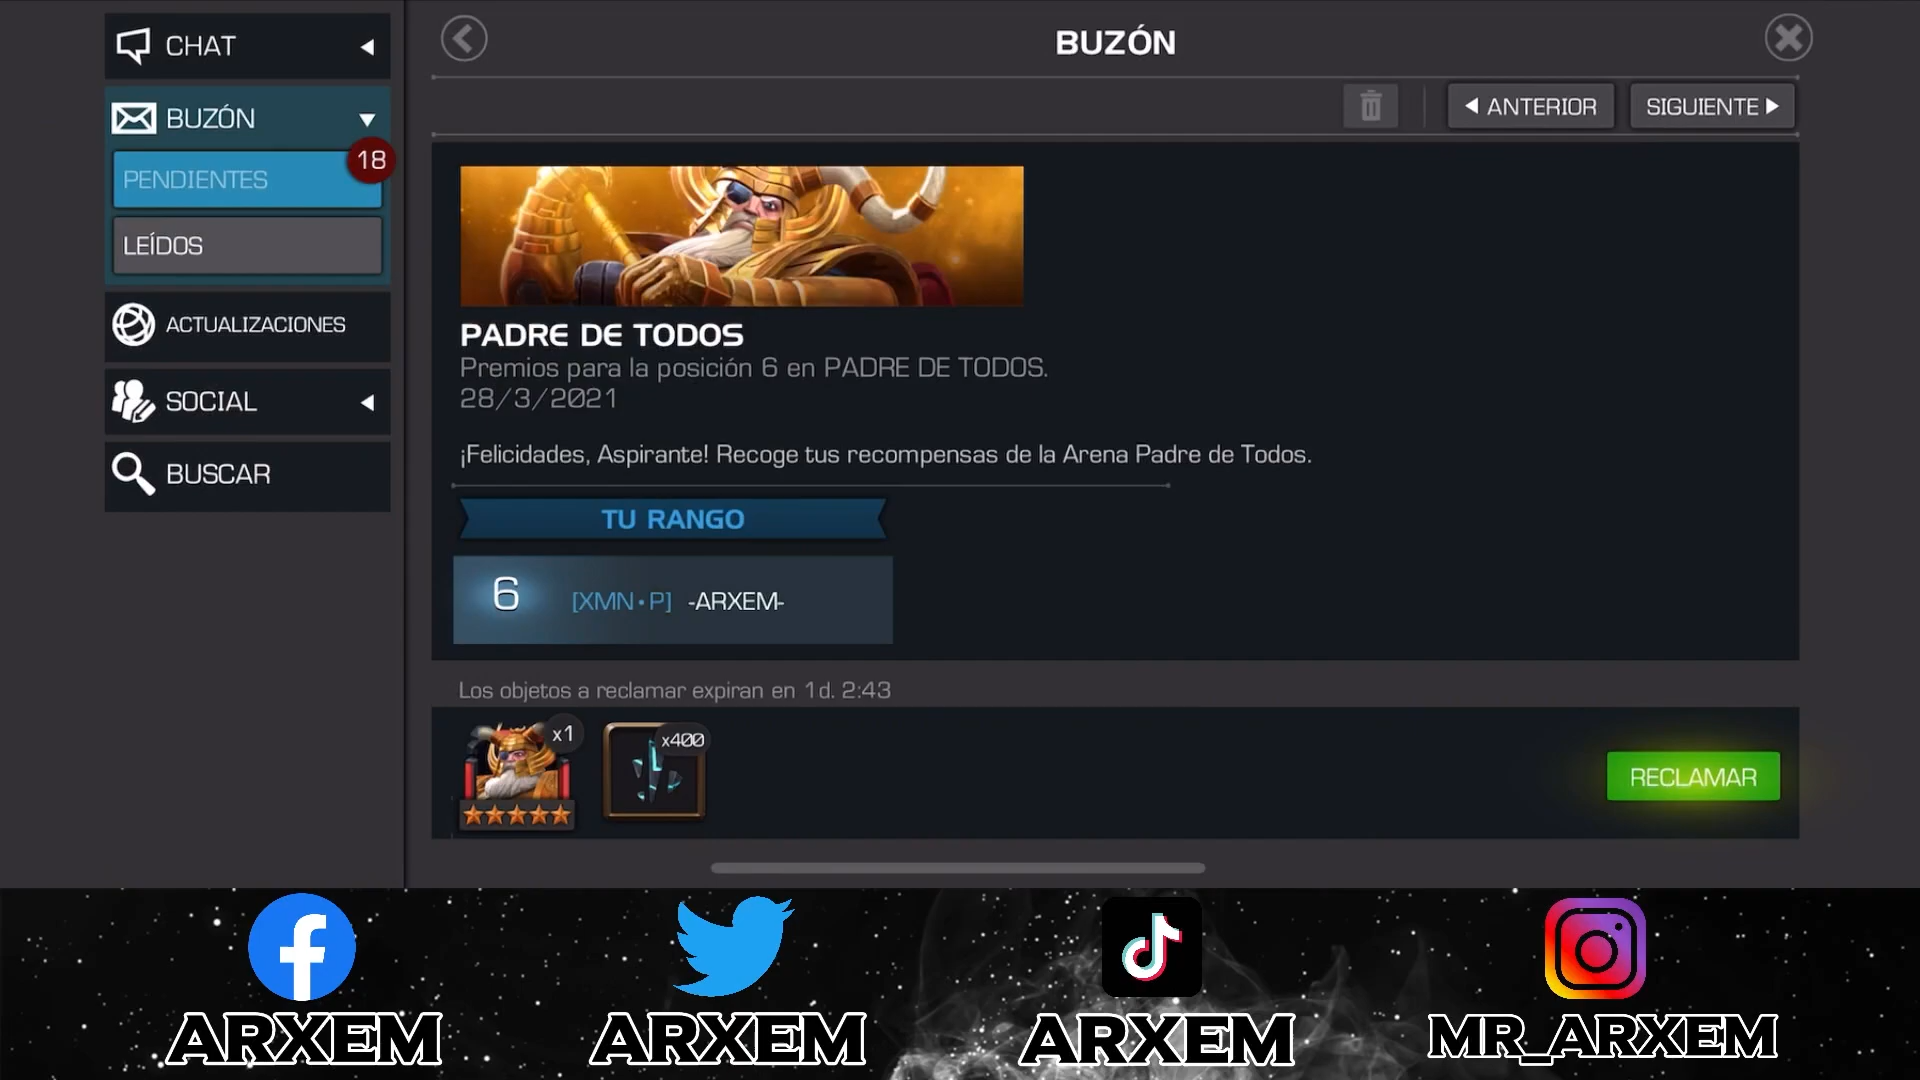 CHAT
BUZÓN
18
PENDIENTES
LEÍDOS
ACTUALIZACIONES
SOCIAL
BUSCAR
BUZÓN
ANTERIOR
SIGUIENTE
PADRE DE TODOS
Premios para la posición 6 en PADRE DE TODOS.
28/3/2021
¡Felicidades, Aspirante! Recoge tus recompensas de la Arena Padre de Todos.
TU RANGO
6 [XMN•P] -ARXEM-
Los objetos a reclamar expiran en 1d. 2:43
x1
x400
RECLAMAR
ARXEM
ARXEM
ARXEM
MR_ARXEM